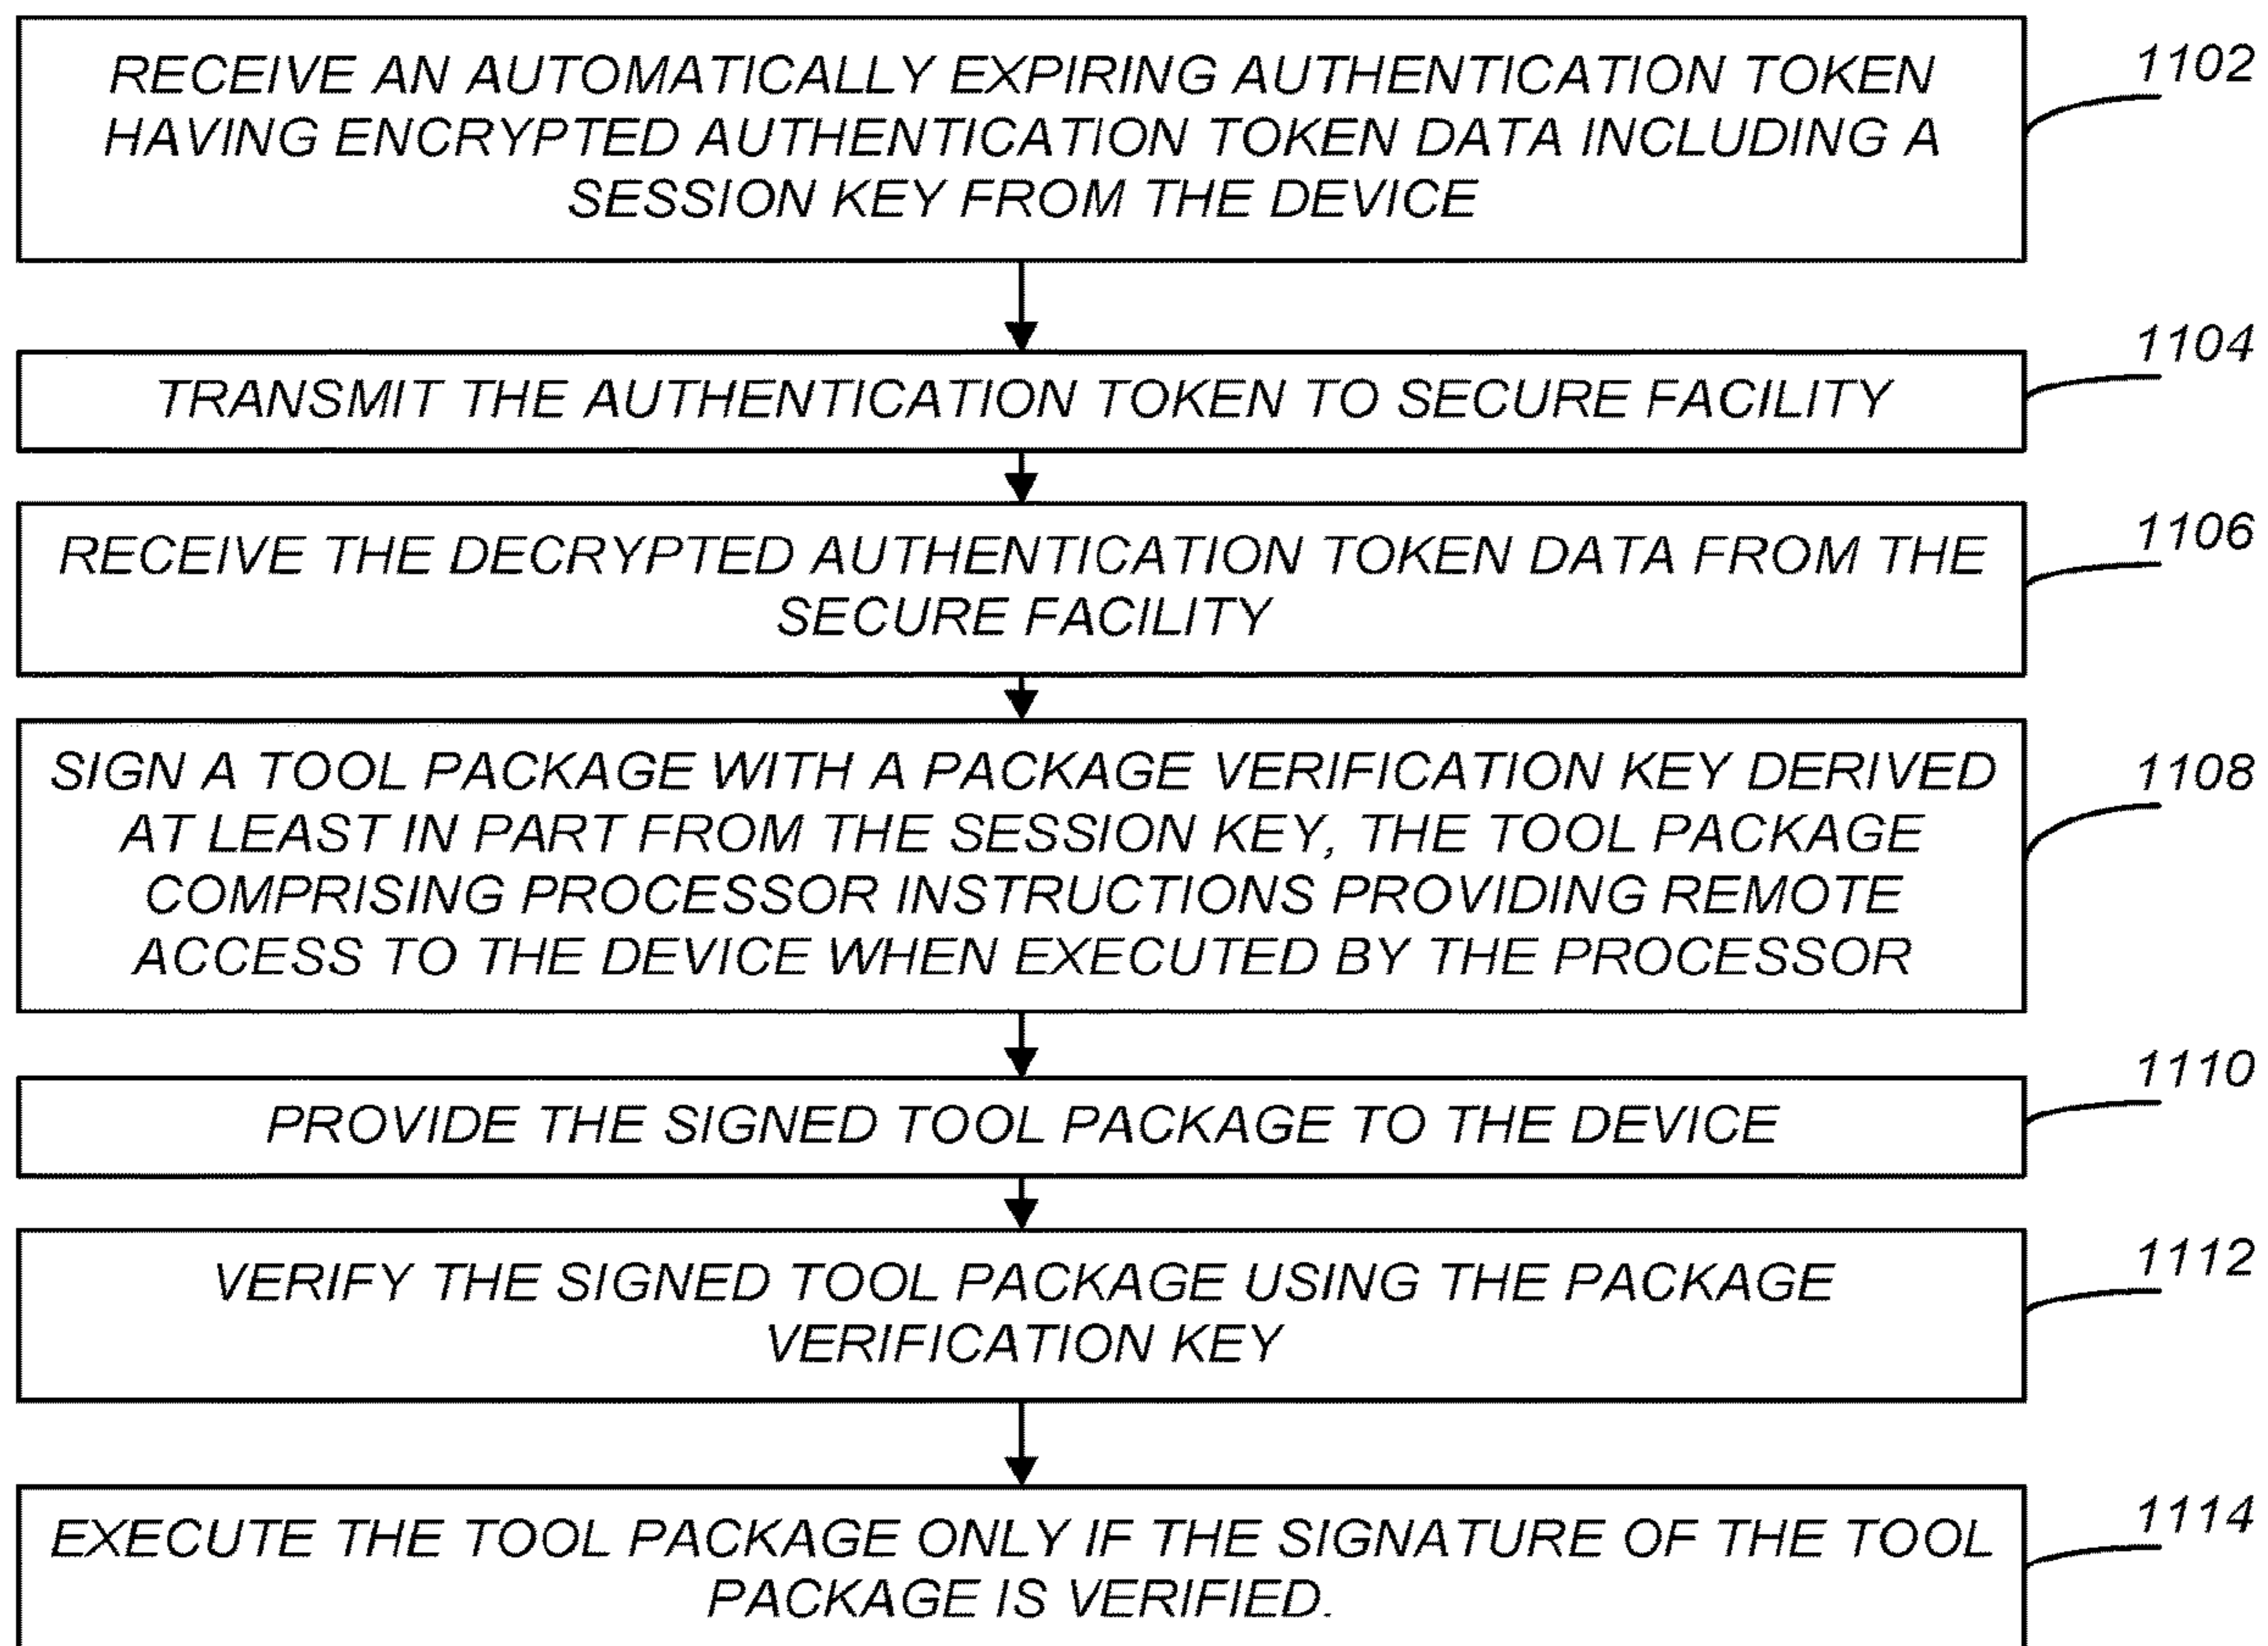 RECEIVE AN AUTOMATICALLY EXPIRING AUTHENTICATION TOKEN
HAVING ENCRYPTED AUTHENTICATION TOKEN DATA INCLUDING A
SESSION KEY FROM THE DEVICE
1102
TRANSMIT THE AUTHENTICATION TOKEN TO SECURE FACILITY
1104
RECEIVE THE DECRYPTED AUTHENTICATION TOKEN DATA FROM THE
SECURE FACILITY
1106
SIGN A TOOL PACKAGE WITH A PACKAGE VERIFICATION KEY DERIVED
AT LEAST IN PART FROM THE SESSION KEY, THE TOOL PACKAGE
COMPRISING PROCESSOR INSTRUCTIONS PROVIDING REMOTE
ACCESS TO THE DEVICE WHEN EXECUTED BY THE PROCESSOR
1108
PROVIDE THE SIGNED TOOL PACKAGE TO THE DEVICE
1110
VERIFY THE SIGNED TOOL PACKAGE USING THE PACKAGE
VERIFICATION KEY
1112
EXECUTE THE TOOL PACKAGE ONLY IF THE SIGNATURE OF THE TOOL
PACKAGE IS VERIFIED.
1114